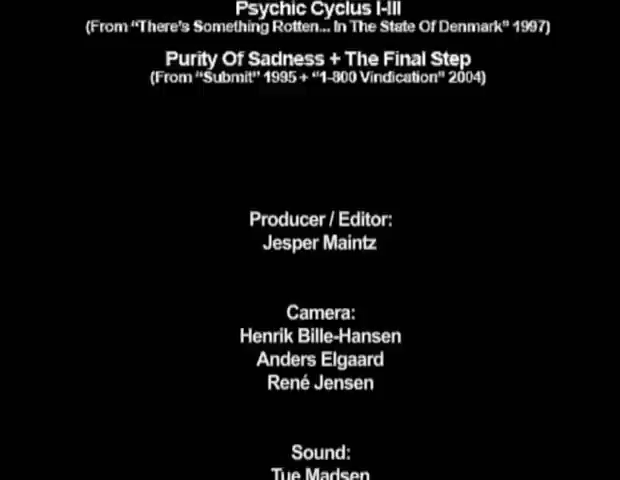 Psychic Cyclus I-III
(From “There's Something Rotten... In The State Of Denmark” 1997)
Purity Of Sadness + The Final Step
(From “Submit” 1995 + “1-800 Vindication” 2004)
Producer / Editor:
Jesper Maintz
Camera:
Henrik Bille-Hansen
Anders Elgaard
René Jensen
Sound:
Tue Madsen